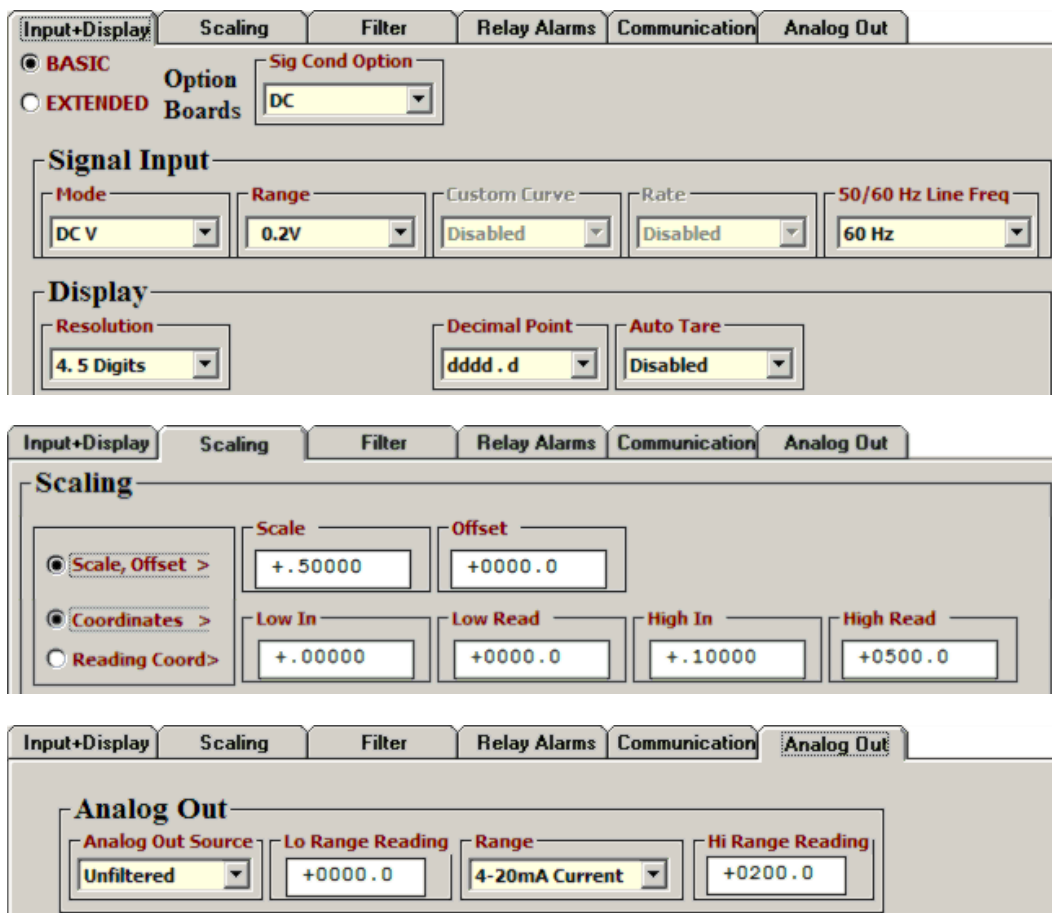 Input+Display Scaling Filter Relay Alarms Communication Analog Out
BASIC
EXTENDED
Option Boards
Sig Cond Option
DC
Signal Input
Mode Range Custom Curve Rate 50/60 Hz Line Freq
DC V 0.2V Disabled Disabled 60 Hz
Display
Resolution Decimal Point Auto Tare
4. 5 Digits dddd . d Disabled
Input+Display Scaling Filter Relay Alarms Communication Analog Out
Scaling
Scale Offset
Scale, Offset > +.50000 +0000.0
Coordinates > Low In Low Read High In High Read
Reading Coord> +.00000 +0000.0 +.10000 +0500.0
Input+Display Scaling Filter Relay Alarms Communication Analog Out
Analog Out
Analog Out Source Lo Range Reading Range Hi Range Reading
Unfiltered +0000.0 4-20mA Current +0200.0